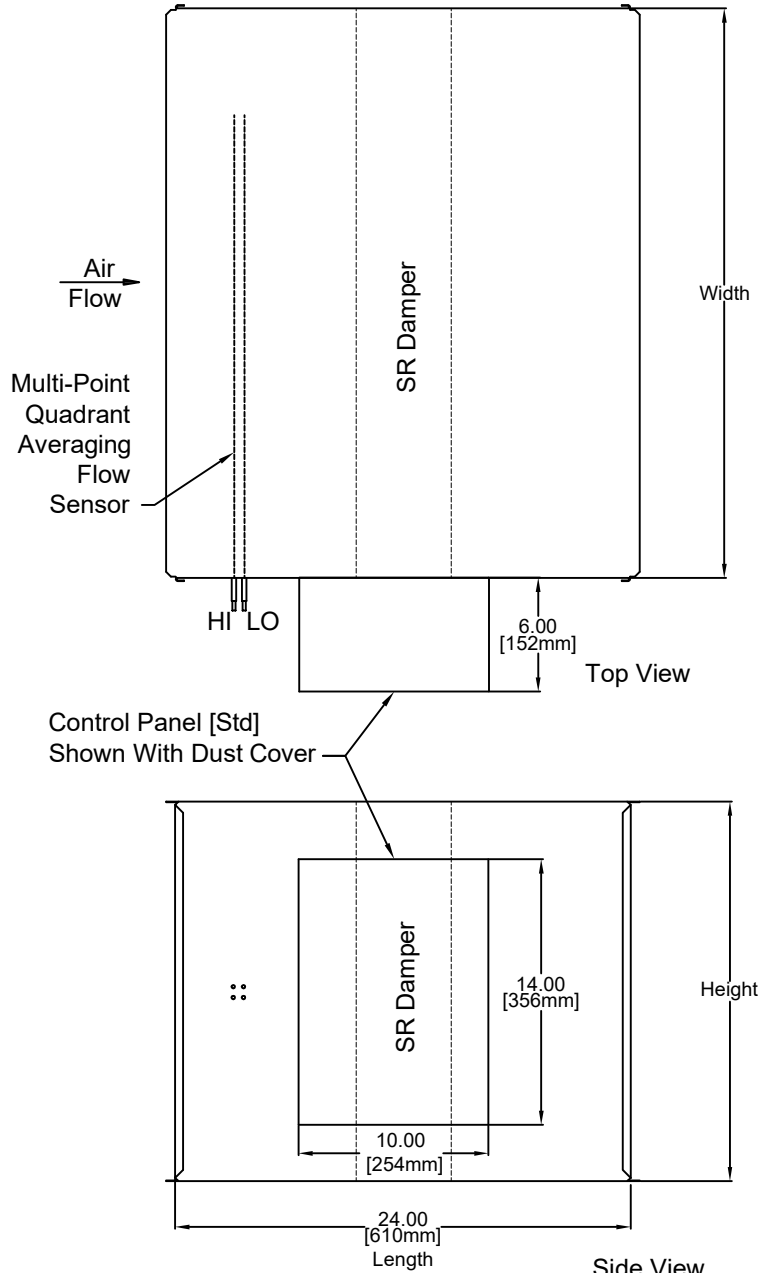 Air
Flow
SR Damper
Width
Multi-Point
Quadrant
Averaging
Flow
Sensor
HI LO
6.00
[152mm]
Top View
Control Panel [Std]
Shown With Dust Cover
SR Damper
14.00
[356mm]
Height
10.00
[254mm]
24.00
[610mm]
Length
Side View